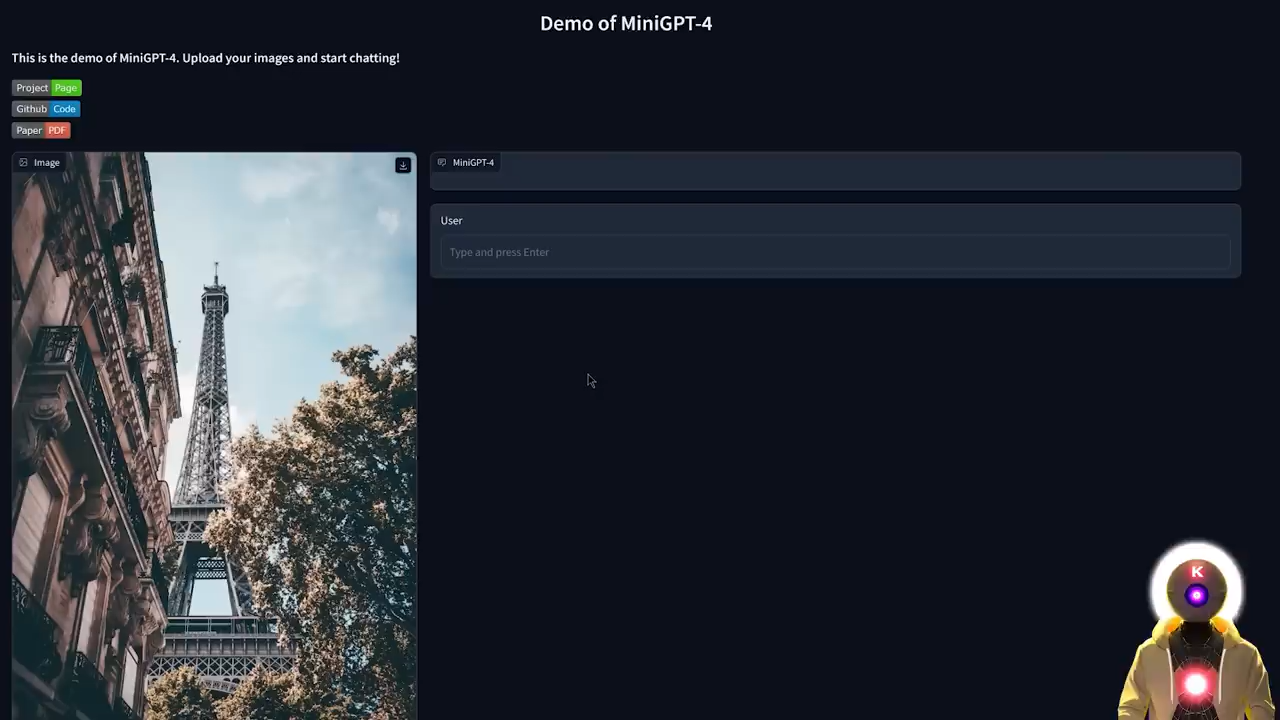 Demo of MiniGPT-4
This is the demo of MiniGPT-4. Upload your images and start chatting!
Project Page
Github Code
Paper PDF
Image
MiniGPT-4
User
Type and press Enter
K